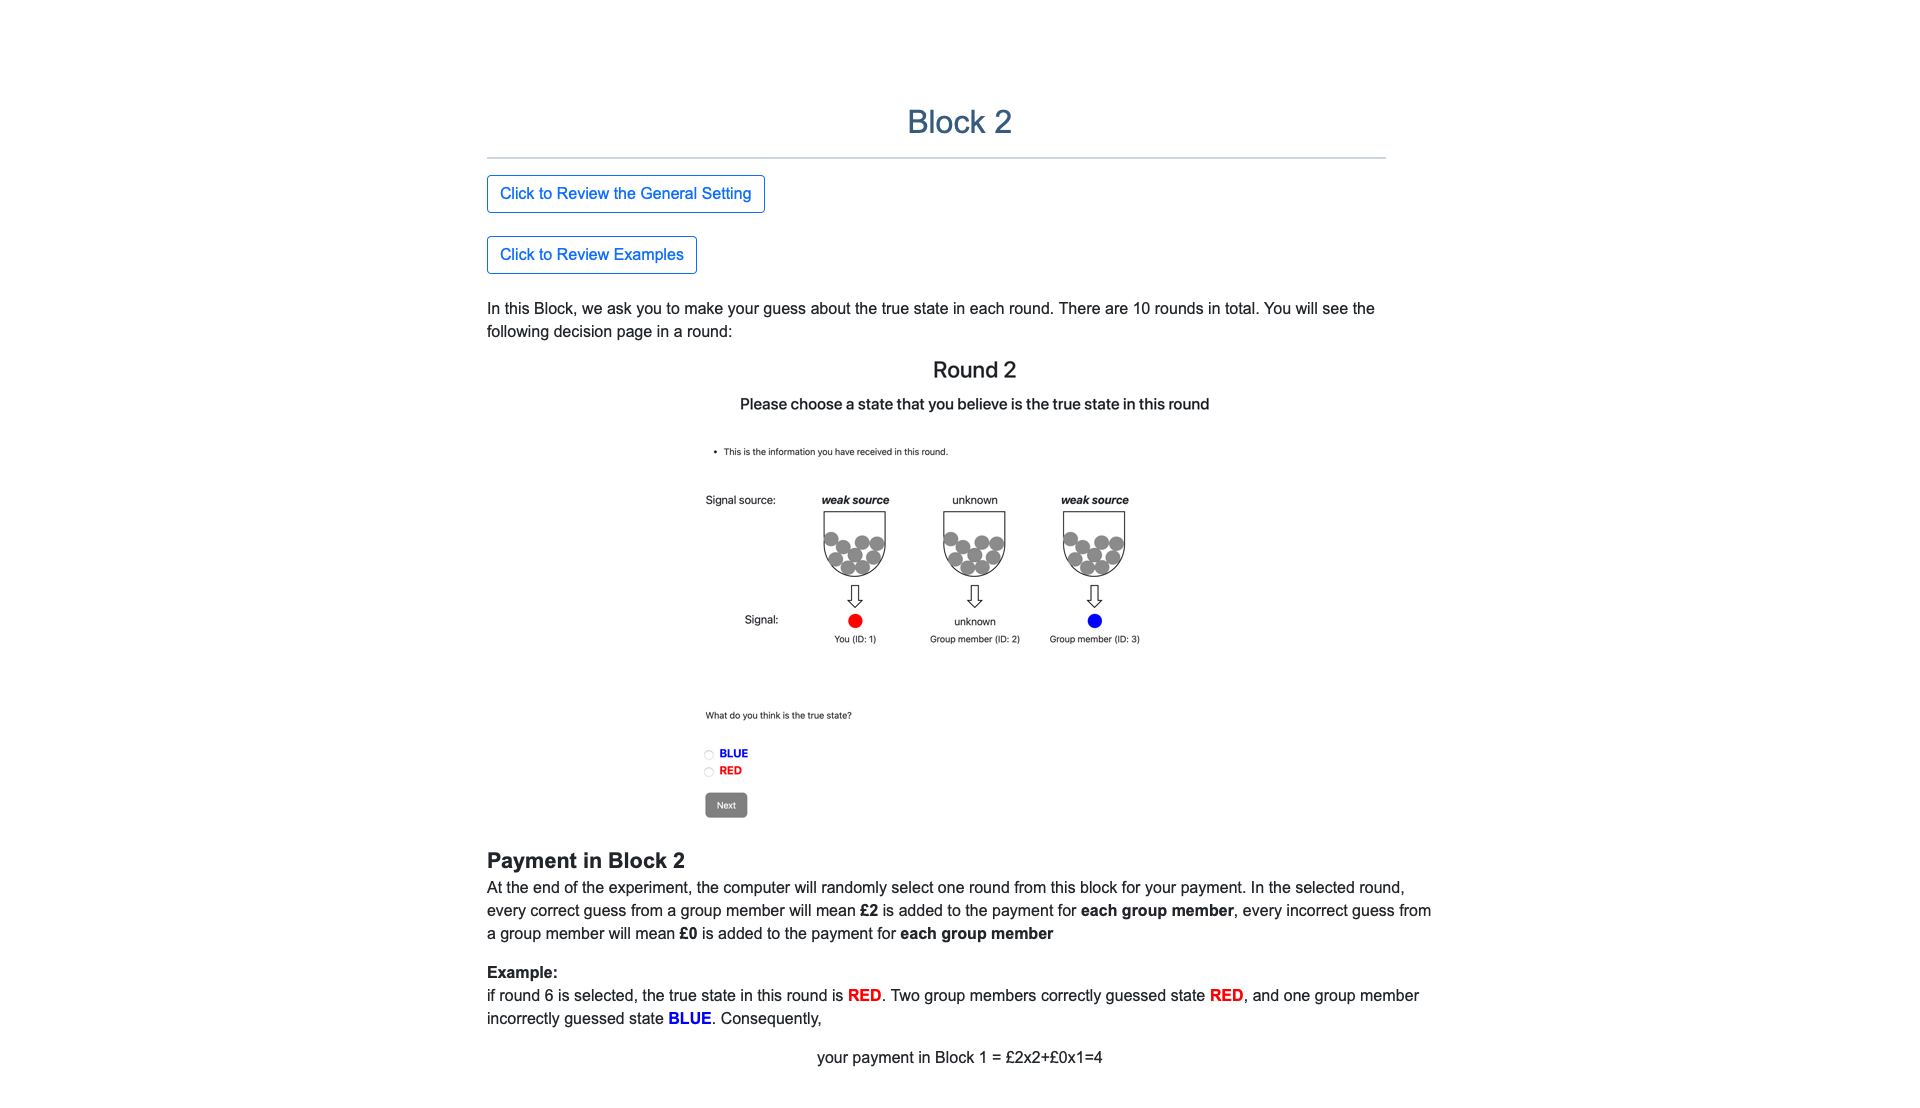 Block 2
Click to Review the General Setting
Click to Review Examples
In this Block, we ask you to make your guess about the true state in each round. There are 10 rounds in total. You will see the
following decision page in a round:
Round 2
Please choose a state that you believe is the true state in this round
• This is the information you have received in this round.
Signal source: weak source unknown weak source
Signal: unknown
You (ID: 1) Group member (ID: 2) Group member (ID: 3)
What do you think is the true state?
BLUE
RED
Next
Payment in Block 2
At the end of the experiment, the computer will randomly select one round from this block for your payment. In the selected round,
every correct guess from a group member will mean £2 is added to the payment for each group member, every incorrect guess from
a group member will mean £0 is added to the payment for each group member
Example:
if round 6 is selected, the true state in this round is RED. Two group members correctly guessed state RED, and one group member
incorrectly guessed state BLUE. Consequently,
your payment in Block 1 = £2x2+£0x1=4